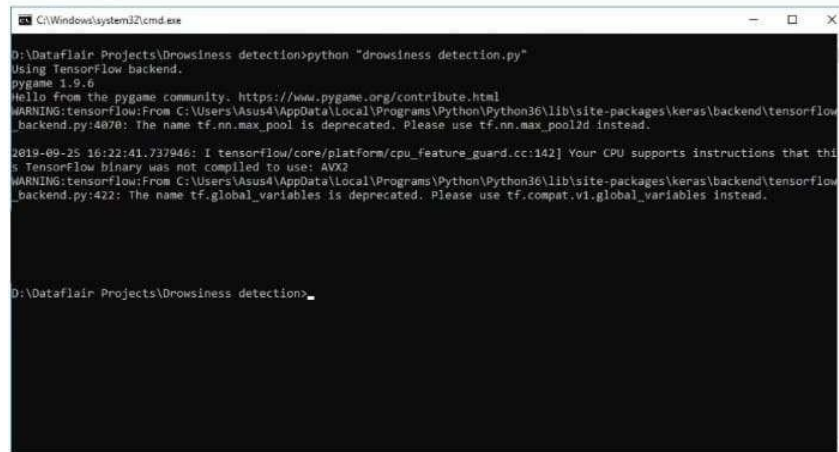 C:\Windows\system32\cmd.exe
D:\Dataflair Projects\Drowsiness detection>python "drowsiness detection.py"
Using TensorFlow backend.
pygame 1.9.6
Hello from the pygame community. https://www.pygame.org/contribute.html
WARNING:tensorflow:From C:\Users\Asus4\AppData\Local\Programs\Python\Python36\lib\site-packages\keras\backend\tensorflow
_backend.py:4070: The name tf.nn.max_pool is deprecated. Please use tf.nn.max_pool2d instead.
2019-09-25 16:22:41.737946: I tensorflow/core/platform/cpu_feature_guard.cc:142] Your CPU supports instructions that thi
s TensorFlow binary was not compiled to use: AVX2
WARNING:tensorflow:From C:\Users\Asus4\AppData\Local\Programs\Python\Python36\lib\site-packages\keras\backend\tensorflow
_backend.py:422: The name tf.global_variables is deprecated. Please use tf.compat.v1.global_variables instead.
D:\Dataflair Projects\Drowsiness detection>